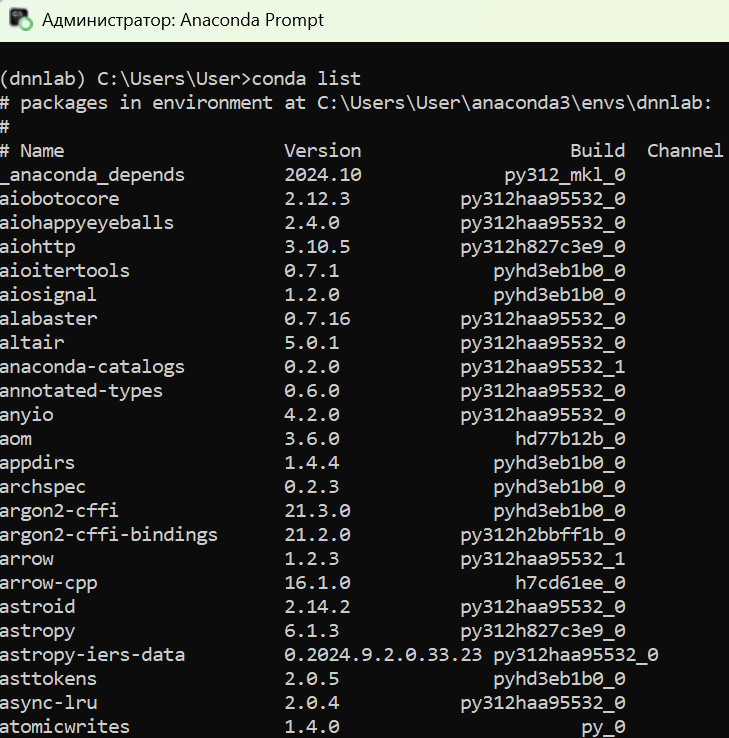 Администратор: Anaconda Prompt
(dnnlab) C:\Users\User>conda list
# packages in environment at C:\Users\User\anaconda3\envs\dnnlab:
#
# Name Version Build Channel
_anaconda_depends 2024.10 py312_mkl_0
aiobotocore 2.12.3 py312haa95532_0
aiohappyeyeballs 2.4.0 py312haa95532_0
aiohttp 3.10.5 py312h827c3e9_0
aioitertools 0.7.1 pyhd3eb1b0_0
aiosignal 1.2.0 pyhd3eb1b0_0
alabaster 0.7.16 py312haa95532_0
altair 5.0.1 py312haa95532_0
anaconda-catalogs 0.2.0 py312haa95532_1
annotated-types 0.6.0 py312haa95532_0
anyio 4.2.0 py312haa95532_0
aom 3.6.0 hd77b12b_0
appdirs 1.4.4 pyhd3eb1b0_0
archspec 0.2.3 pyhd3eb1b0_0
argon2-cffi 21.3.0 pyhd3eb1b0_0
argon2-cffi-bindings 21.2.0 py312h2bbff1b_0
arrow 1.2.3 py312haa95532_1
arrow-cpp 16.1.0 h7cd61ee_0
astroid 2.14.2 py312haa95532_0
astropy 6.1.3 py312h827c3e9_0
astropy-iers-data 0.2024.9.2.0.33.23 py312haa95532_0
asttokens 2.0.5 pyhd3eb1b0_0
async-lru 2.0.4 py312haa95532_0
atomicwrites 1.4.0 py_0